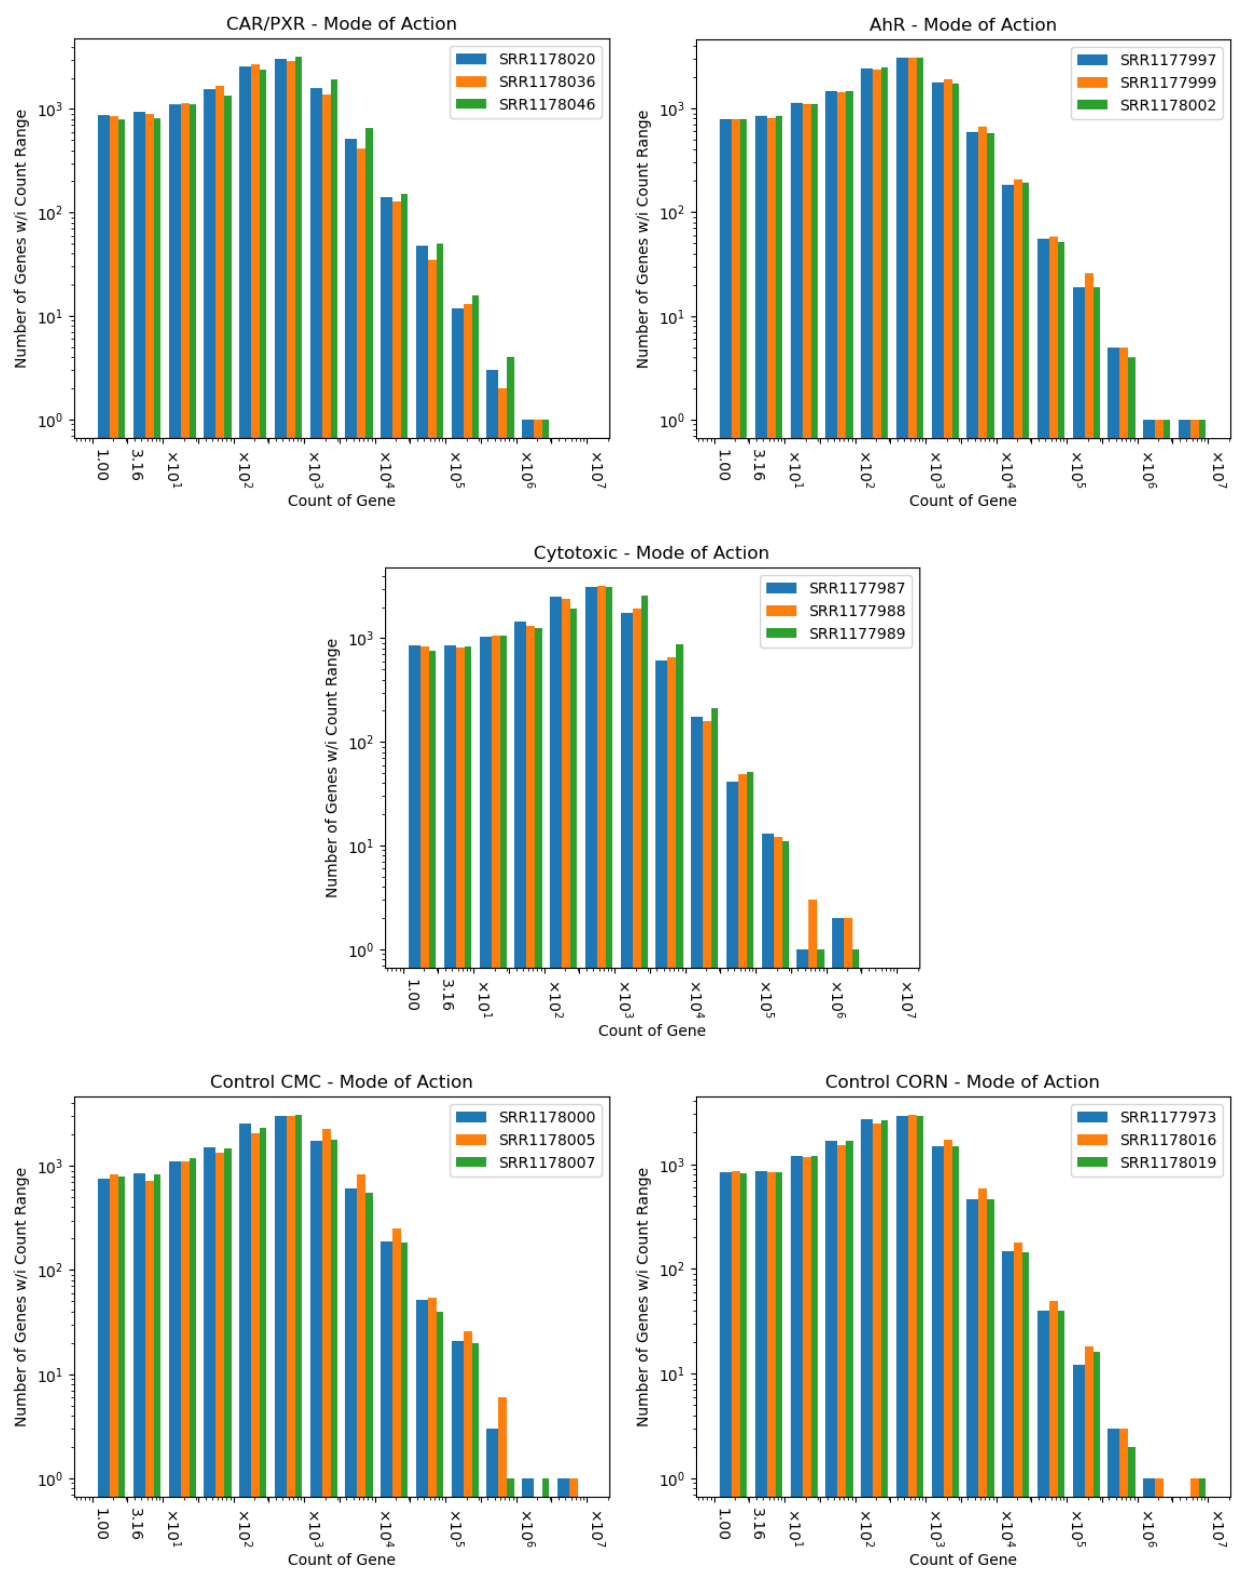 CAR/PXR - Mode of Action
Number of Genes w/i Count Range
10³
10²
10¹
10⁰
SRR1178020
SRR1178036
SRR1178046
1.00
3.16
×10¹
×10²
×10³
×10⁴
×10⁵
×10⁶
×10⁷
Count of Gene
AhR - Mode of Action
Number of Genes w/i Count Range
10³
10²
10¹
10⁰
SRR1177997
SRR1177999
SRR1178002
1.00
3.16
×10¹
×10²
×10³
×10⁴
×10⁵
×10⁶
×10⁷
Count of Gene
Cytotoxic - Mode of Action
Number of Genes w/i Count Range
10³
10²
10¹
10⁰
SRR1177987
SRR1177988
SRR1177989
1.00
3.16
×10¹
×10²
×10³
×10⁴
×10⁵
×10⁶
×10⁷
Count of Gene
Control CMC - Mode of Action
Number of Genes w/i Count Range
10³
10²
10¹
10⁰
SRR1178000
SRR1178005
SRR1178007
1.00
3.16
×10¹
×10²
×10³
×10⁴
×10⁵
×10⁶
×10⁷
Count of Gene
Control CORN - Mode of Action
Number of Genes w/i Count Range
10³
10²
10¹
10⁰
SRR1177973
SRR1178016
SRR1178019
1.00
3.16
×10¹
×10²
×10³
×10⁴
×10⁵
×10⁶
×10⁷
Count of Gene